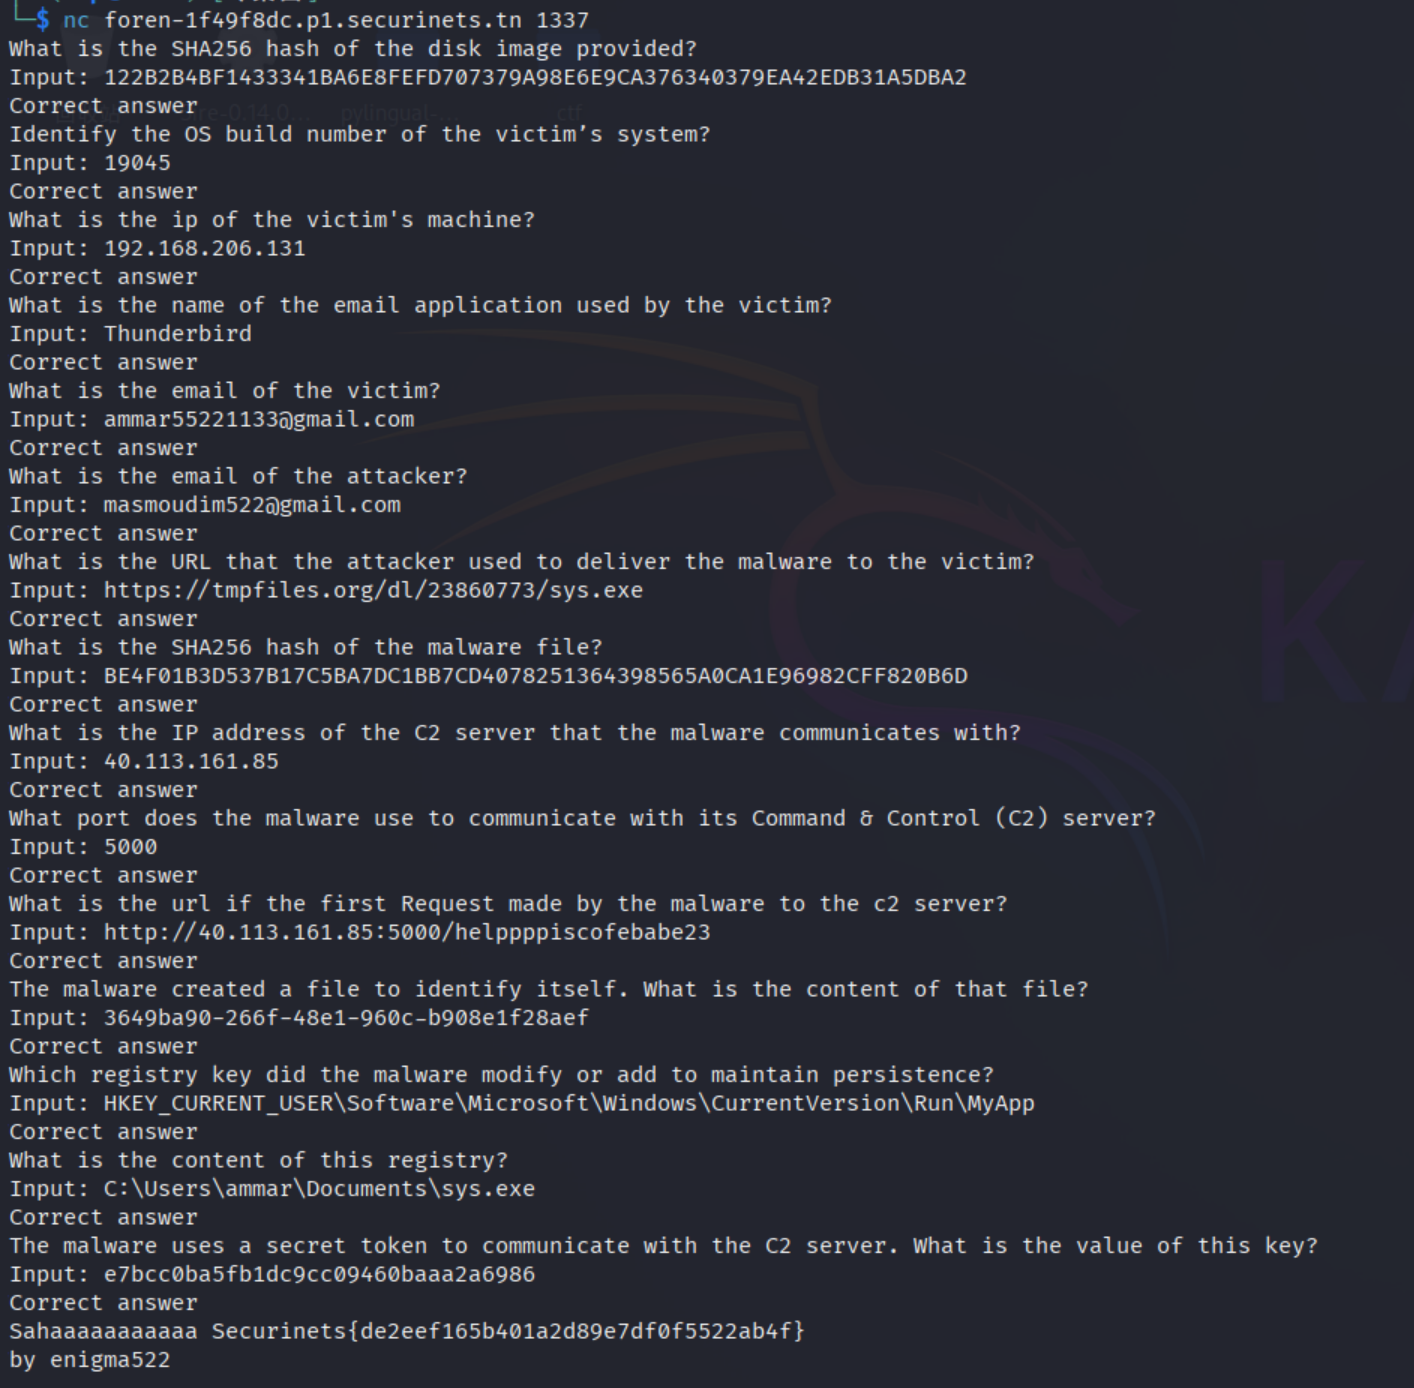 └─$ nc foren-1f49f8dc.p1.securinets.tn 1337
What is the SHA256 hash of the disk image provided?
Input: 122B2B4BF1433341BA6E8FEFD707379A98E6E9CA376340379EA42EDB31A5DBA2
Correct answer
Identify the OS build number of the victim’s system?
Input: 19045
Correct answer
What is the ip of the victim's machine?
Input: 192.168.206.131
Correct answer
What is the name of the email application used by the victim?
Input: Thunderbird
Correct answer
What is the email of the victim?
Input: ammar55221133@gmail.com
Correct answer
What is the email of the attacker?
Input: masmoudim522@gmail.com
Correct answer
What is the URL that the attacker used to deliver the malware to the victim?
Input: https://tmpfiles.org/dl/23860773/sys.exe
Correct answer
What is the SHA256 hash of the malware file?
Input: BE4F01B3D537B17C5BA7DC1BB7CD4078251364398565A0CA1E96982CFF820B6D
Correct answer
What is the IP address of the C2 server that the malware communicates with?
Input: 40.113.161.85
Correct answer
What port does the malware use to communicate with its Command & Control (C2) server?
Input: 5000
Correct answer
What is the url if the first Request made by the malware to the c2 server?
Input: http://40.113.161.85:5000/helppppiscofebabe23
Correct answer
The malware created a file to identify itself. What is the content of that file?
Input: 3649ba90-266f-48e1-960c-b908e1f28aef
Correct answer
Which registry key did the malware modify or add to maintain persistence?
Input: HKEY_CURRENT_USER\Software\Microsoft\Windows\CurrentVersion\Run\MyApp
Correct answer
What is the content of this registry?
Input: C:\Users\ammar\Documents\sys.exe
Correct answer
The malware uses a secret token to communicate with the C2 server. What is the value of this key?
Input: e7bcc0ba5fb1dc9cc09460baaa2a6986
Correct answer
Sahaaaaaaaaaaa Securinets{de2eef165b401a2d89e7df0f5522ab4f}
by enigma522